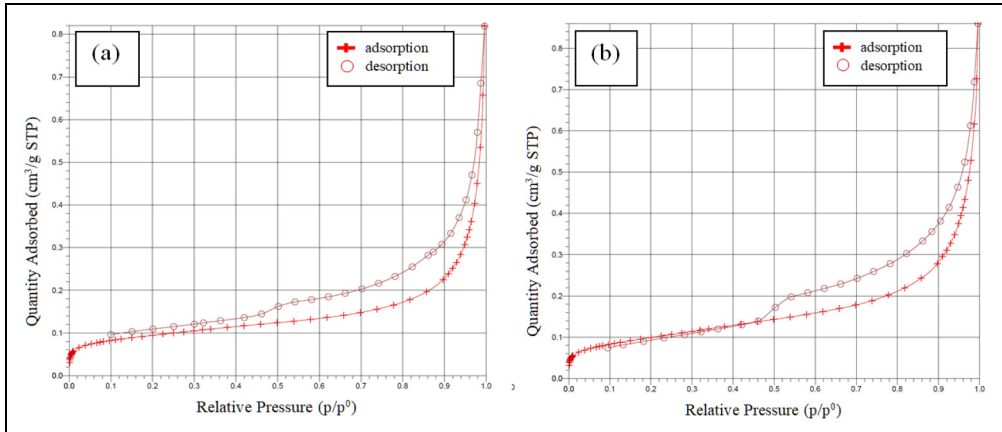 (a)
adsorption
desorption
Quantity Adsorbed (cm³/g STP)
0.8
0.7
0.6
0.5
0.4
0.3
0.2
0.1
0.0
0.0 0.1 0.2 0.3 0.4 0.5 0.6 0.7 0.8 0.9 1.0
Relative Pressure (p/p⁰)
(b)
adsorption
desorption
Quantity Adsorbed (cm³/g STP)
0.8
0.7
0.6
0.5
0.4
0.3
0.2
0.1
0.0
0.0 0.1 0.2 0.3 0.4 0.5 0.6 0.7 0.8 0.9 1.0
Relative Pressure (p/p⁰)